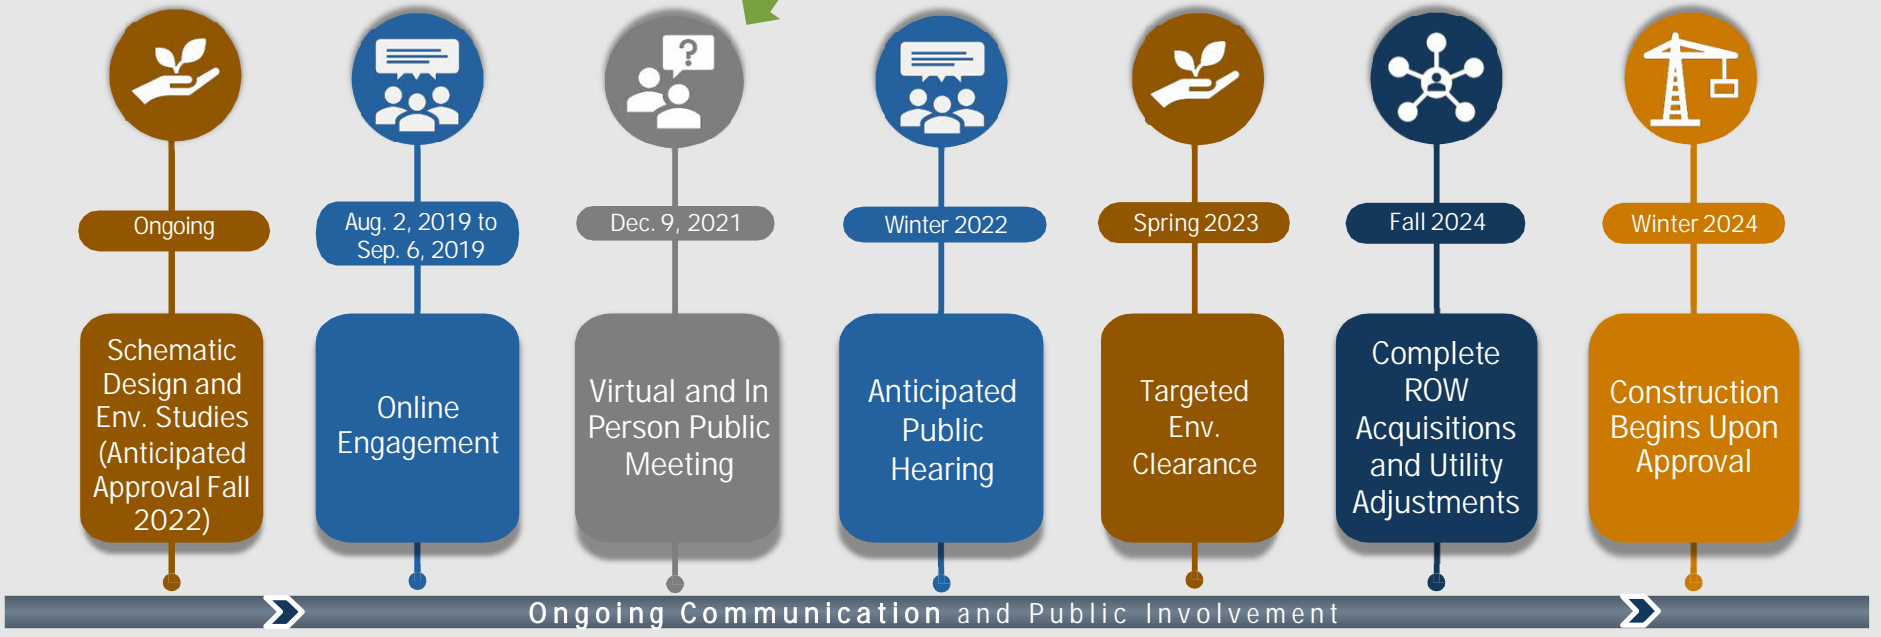 ?
Ongoing
Schematic
Design and
Env. Studies
(Anticipated
Approval Fall
2022)
Aug. 2, 2019 to
Sep. 6, 2019
Online
Engagement
Dec. 9, 2021
Virtual and In
Person Public
Meeting
Winter 2022
Anticipated
Public
Hearing
Spring 2023
Targeted
Env.
Clearance
Fall 2024
Complete
ROW
Acquisitions
and Utility
Adjustments
Winter 2024
Construction
Begins Upon
Approval
Ongoing Communication and Public Involvement